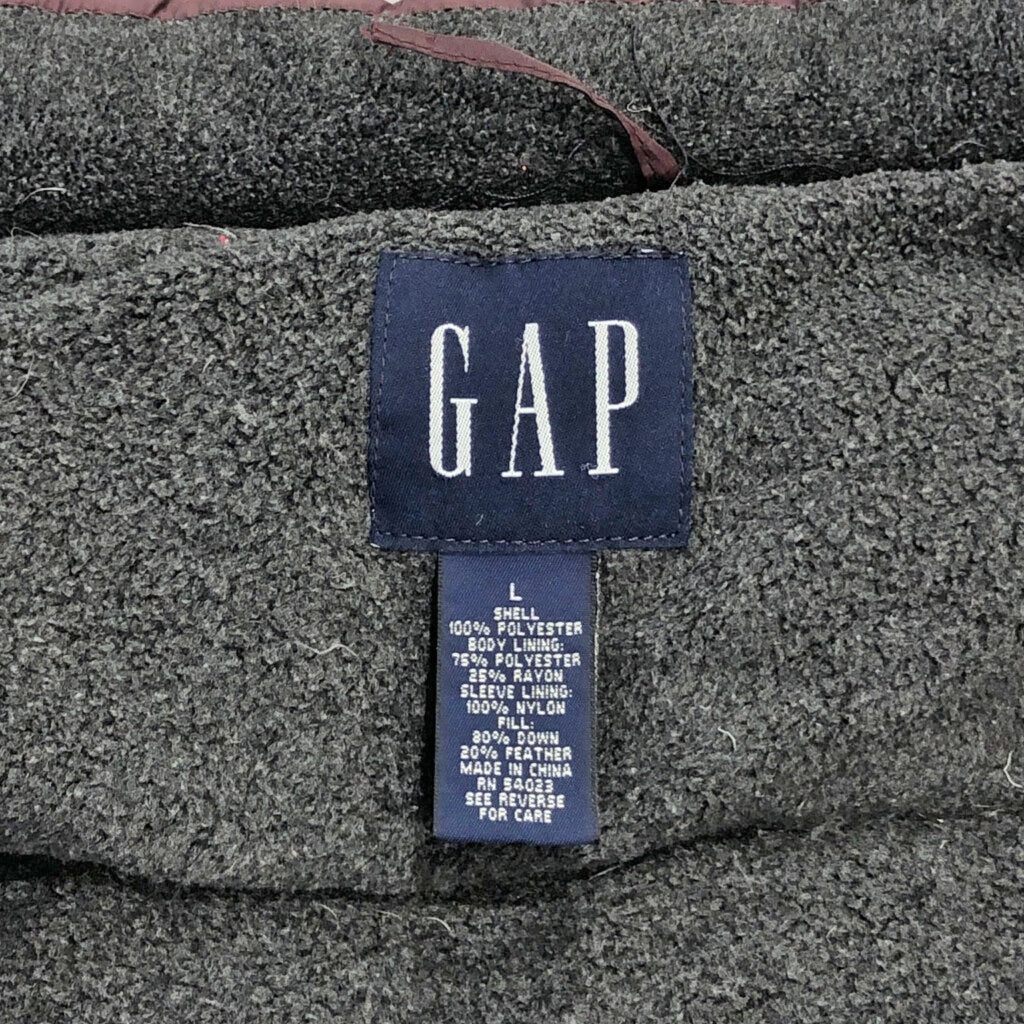 GAP
L
SHELL
100% POLYESTER
BODY LINING:
75% POLYESTER
25% RAYON
SLEEVE LINING:
100% NYLON
FILL:
80% DOWN
20% FEATHER
MADE IN CHINA
RN 54023
SEE REVERSE
FOR CARE